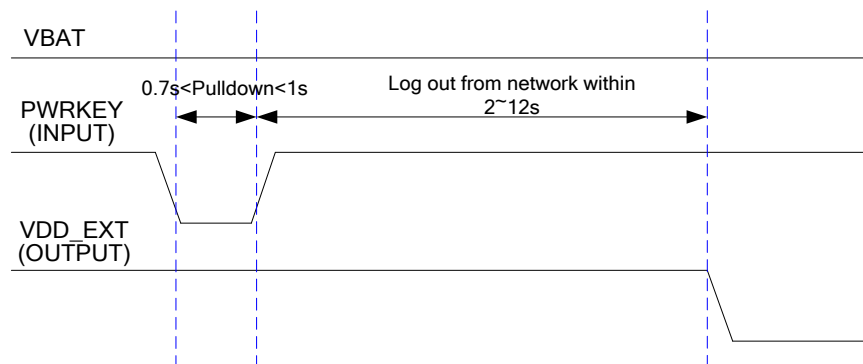 VBAT
0.7s<Pulldown<1s
Log out from network within
2~12s
PWRKEY
(INPUT)
VDD_EXT
(OUTPUT)